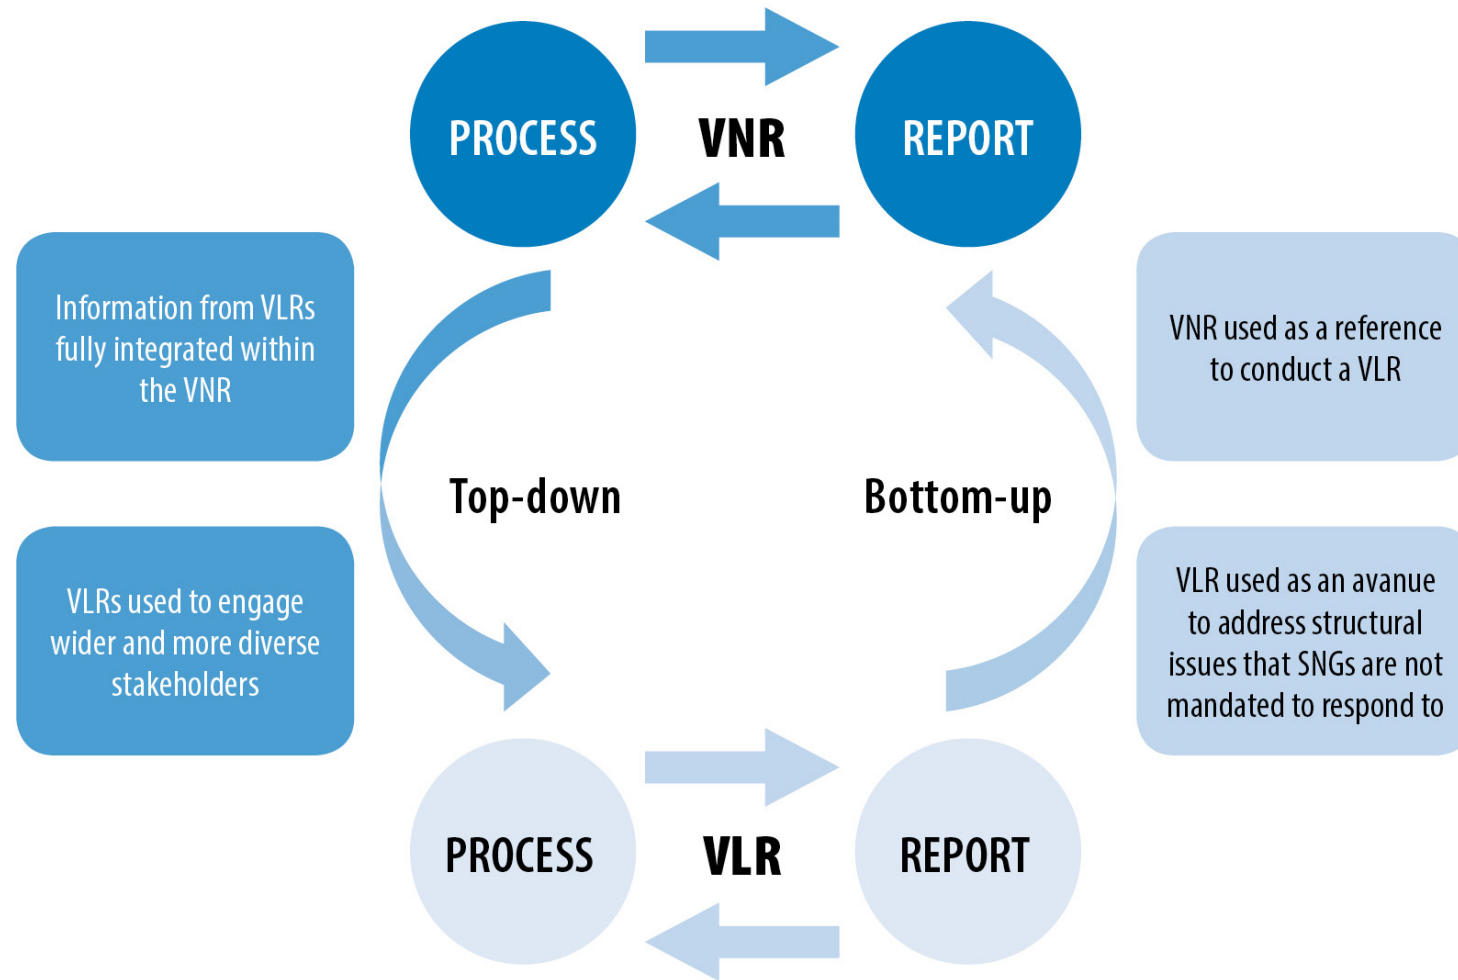 PROCESS
VNR
REPORT
Information from VLRs
fully integrated within
the VNR
VNR used as a reference
to conduct a VLR
Top-down
Bottom-up
VLRs used to engage
wider and more diverse
stakeholders
VLR used as an avanue
to address structural
issues that SNGs are not
mandated to respond to
PROCESS
VLR
REPORT